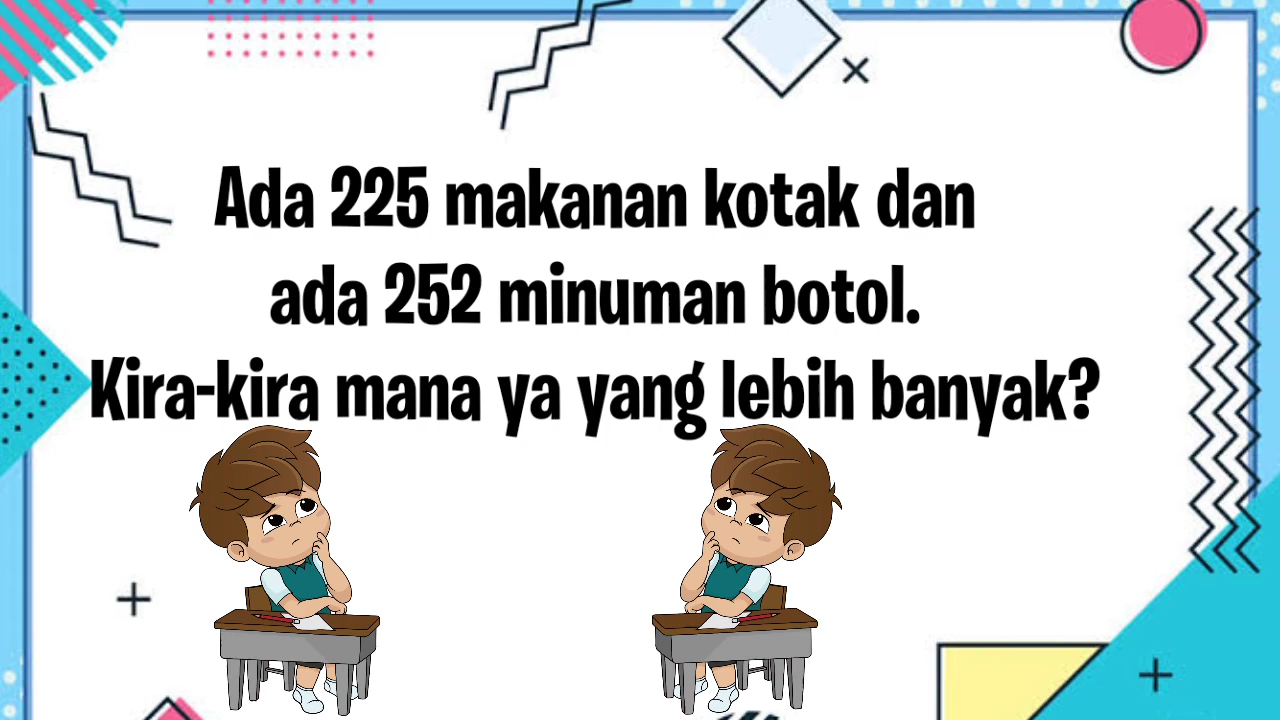 Ada 225 makanan kotak dan
ada 252 minuman botol.
Kira-kira mana ya yang lebih banyak?